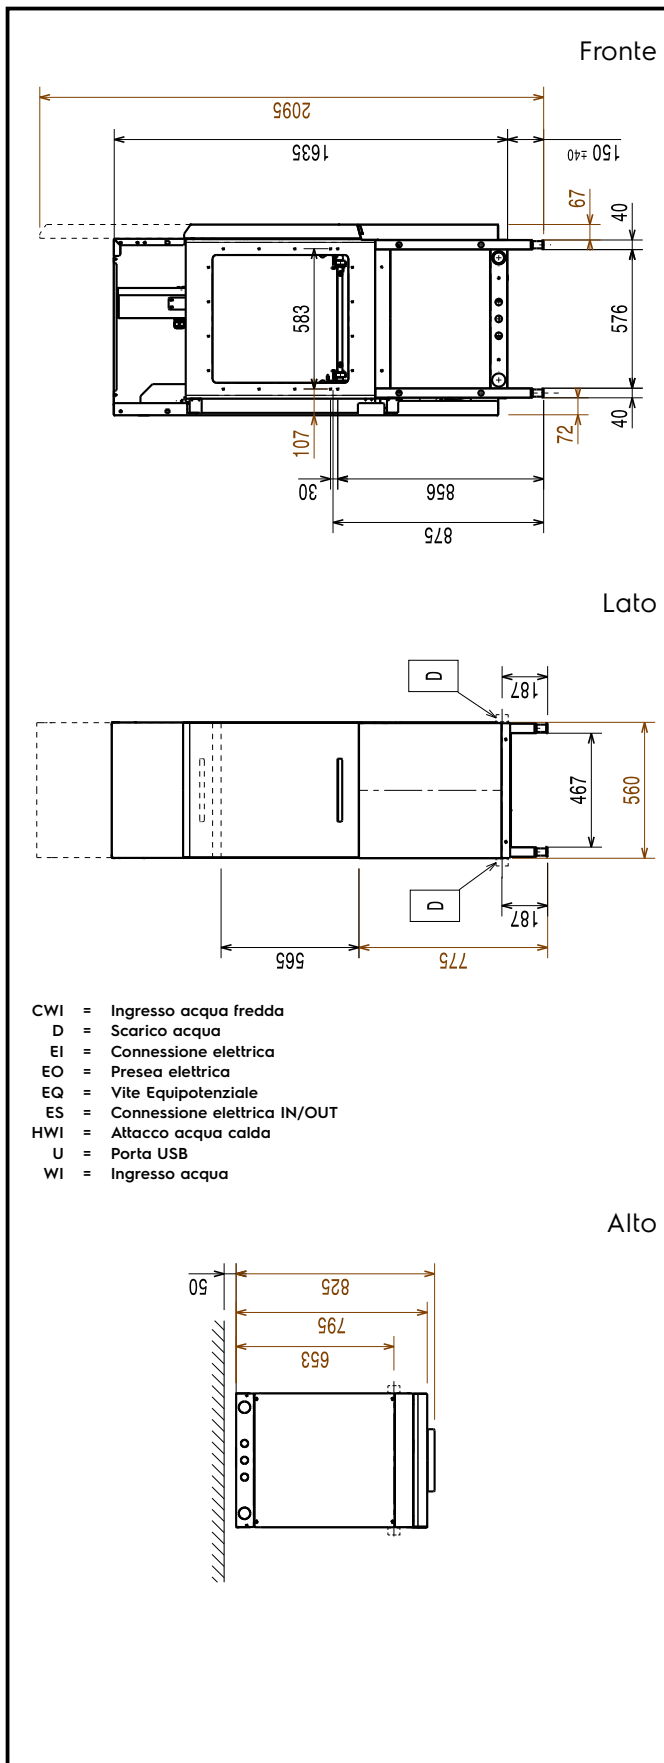 Fronte
2095
1635
150 ±40
67
40
583
576
107
72
40
30
856
875
Lato
D
187
467
560
D
187
565
775
CWI = Ingresso acqua fredda
D = Scarico acqua
EI = Connessione elettrica
EO = Presea elettrica
EQ = Vite Equipotenziale
ES = Connessione elettrica IN/OUT
HWI = Attacco acqua calda
U = Porta USB
WI = Ingresso acqua
Alto
50
825
795
653